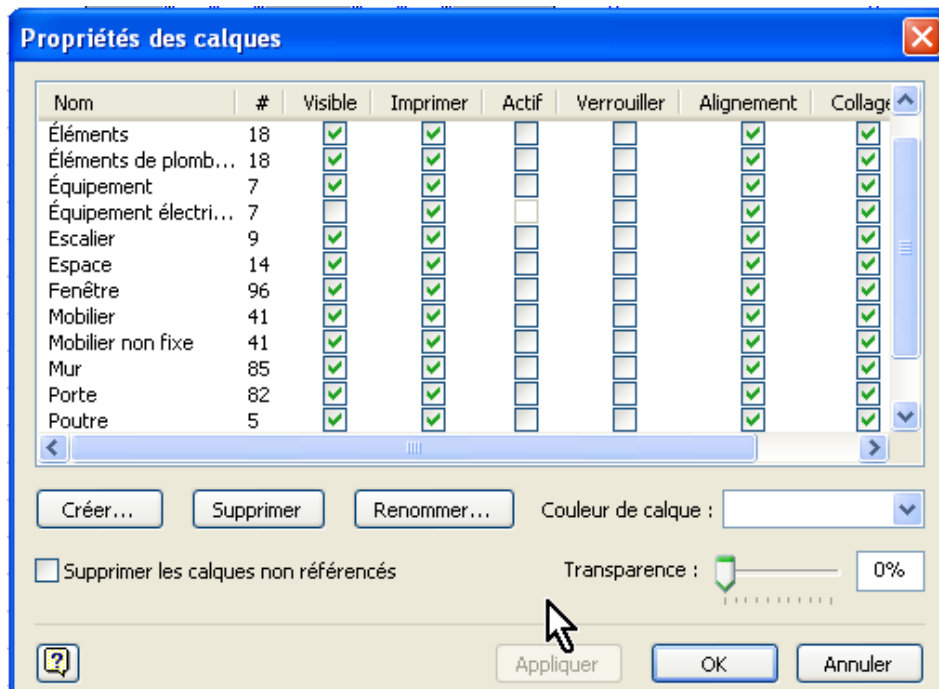 Propriétés des calques
Nom # Visible Imprimer Actif Verrouiller Alignement Collage
Éléments 18
Éléments de plomb... 18
Équipement 7
Équipement électri... 7
Escalier 9
Espace 14
Fenêtre 96
Mobilier 41
Mobilier non fixe 41
Mur 85
Porte 82
Poutre 5
Créer... Supprimer Renommer... Couleur de calque :
Supprimer les calques non référencés Transparence : 0%
Appliquer OK Annuler